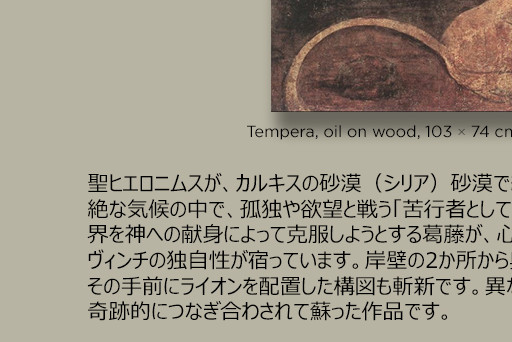 Tempera, oil on wood, 103 × 74 cm
聖ヒエロニムスが、カルキスの砂漠（シリア）砂漠で
絶な気候の中で、孤独や欲望と戦う「苦行者として
界を神への献身によって克服しようとする葛藤が、心
ヴィンチの独自性が宿っています。岸壁の2か所から
その手前にライオンを配置した構図も斬新です。異
奇跡的につなぎ合わされて蘇った作品です。